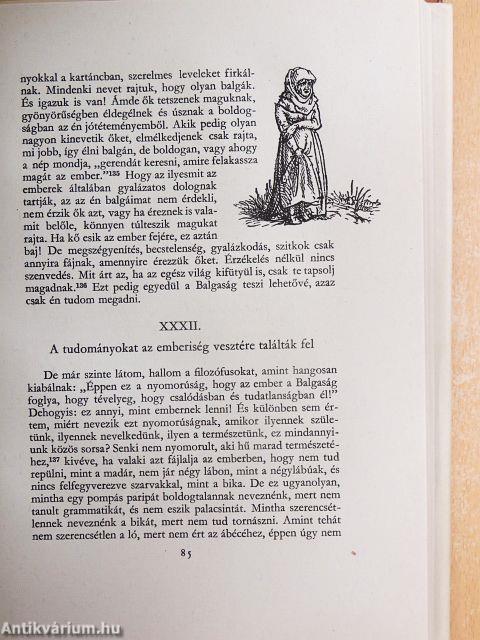 nyokkal a kartáncban, szerelmes leveleket firkál-
nak. Mindenki nevet rajtuk, hogy olyan balgák.
És igazuk is van! Ámde ők tetszenek maguknak,
gyönyörűségben éldegélnek és úsznak a boldog-
ságban az én jótéteményemből. Akik pedig olyan
nagyon kinevetik őket, elmélkedjenek csak rajta,
mi jobb, így élni balgán, de boldogan, vagy ahogy
a nép mondja, „gerendát keresni, amire felakassza
magát az ember."¹³⁵ Hogy az ilyesmit az
emberek általában gyalázatos dolognak
tartják, az az én balgáimat nem érdekli,
nem érzik ők azt, vagy ha éreznek is vala-
mit belőle, könnyen túlteszik magukat
rajta. Ha kő esik az ember fejére, ez aztán
baj! De megszégyenítés, becstelenség, gyalázkodás, szitkok csak
annyira fájnak, amennyire érezzük őket. Érzékelés nélkül nincs
szenvedés. Mit árt az, ha az egész világ kifütyül is, csak te tapsolj
magadnak.¹³⁶ Ezt pedig egyedül a Balgaság teszi lehetővé, azaz
csak én tudom megadni.
XXXII.
A tudományokat az emberiség vesztére találták fel
De már szinte látom, hallom a filozófusokat, amint hangosan
kiabálnak: „Éppen ez a nyomorúság, hogy az ember a Balgaság
foglya, hogy tévelyeg, hogy csalódásban és tudatlanságban él!"
Dehogyis: ez annyi, mint embernek lenni! És különben sem ér-
tem, miért nevezik ezt nyomorúságnak, amikor ilyennek szüle-
tünk, ilyennek nevelkedünk, ilyen a természetünk, ez mindannyi-
unk közös sorsa? Senki nem nyomorult, aki hű marad természeté-
hez,¹³⁷ kivéve, ha valaki azt fájlalja az emberben, hogy nem tud
repülni, mint a madár, nem jár négy lábon, mint a négylábúak, és
nincs felfegyverezve szarvakkal, mint a bika. De ez ugyanolyan,
mintha egy pompás paripát boldogtalannak neveznénk, mert nem
tanult grammatikát, és nem eszik palacsintát. Mintha szerencsét-
lennek neveznénk a bikát, mert nem tud tornászni. Amint tehát
nem szerencsétlen a ló, mert nem ért az ábécéhez, éppen úgy nem
85
Antikvárium.hu